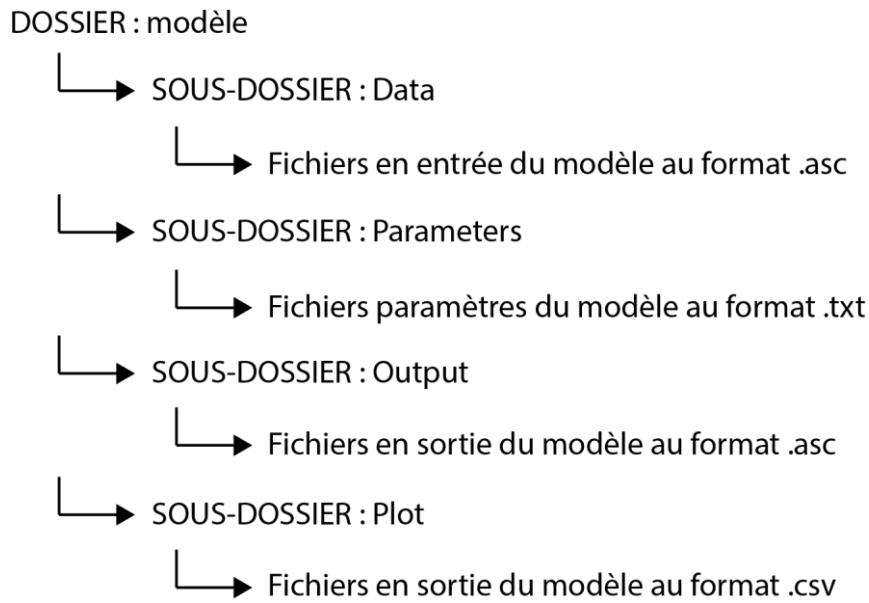 DOSSIER : modèle
SOUS-DOSSIER : Data
Fichiers en entrée du modèle au format .asc
SOUS-DOSSIER : Parameters
Fichiers paramètres du modèle au format .txt
SOUS-DOSSIER : Output
Fichiers en sortie du modèle au format .asc
SOUS-DOSSIER : Plot
Fichiers en sortie du modèle au format .csv